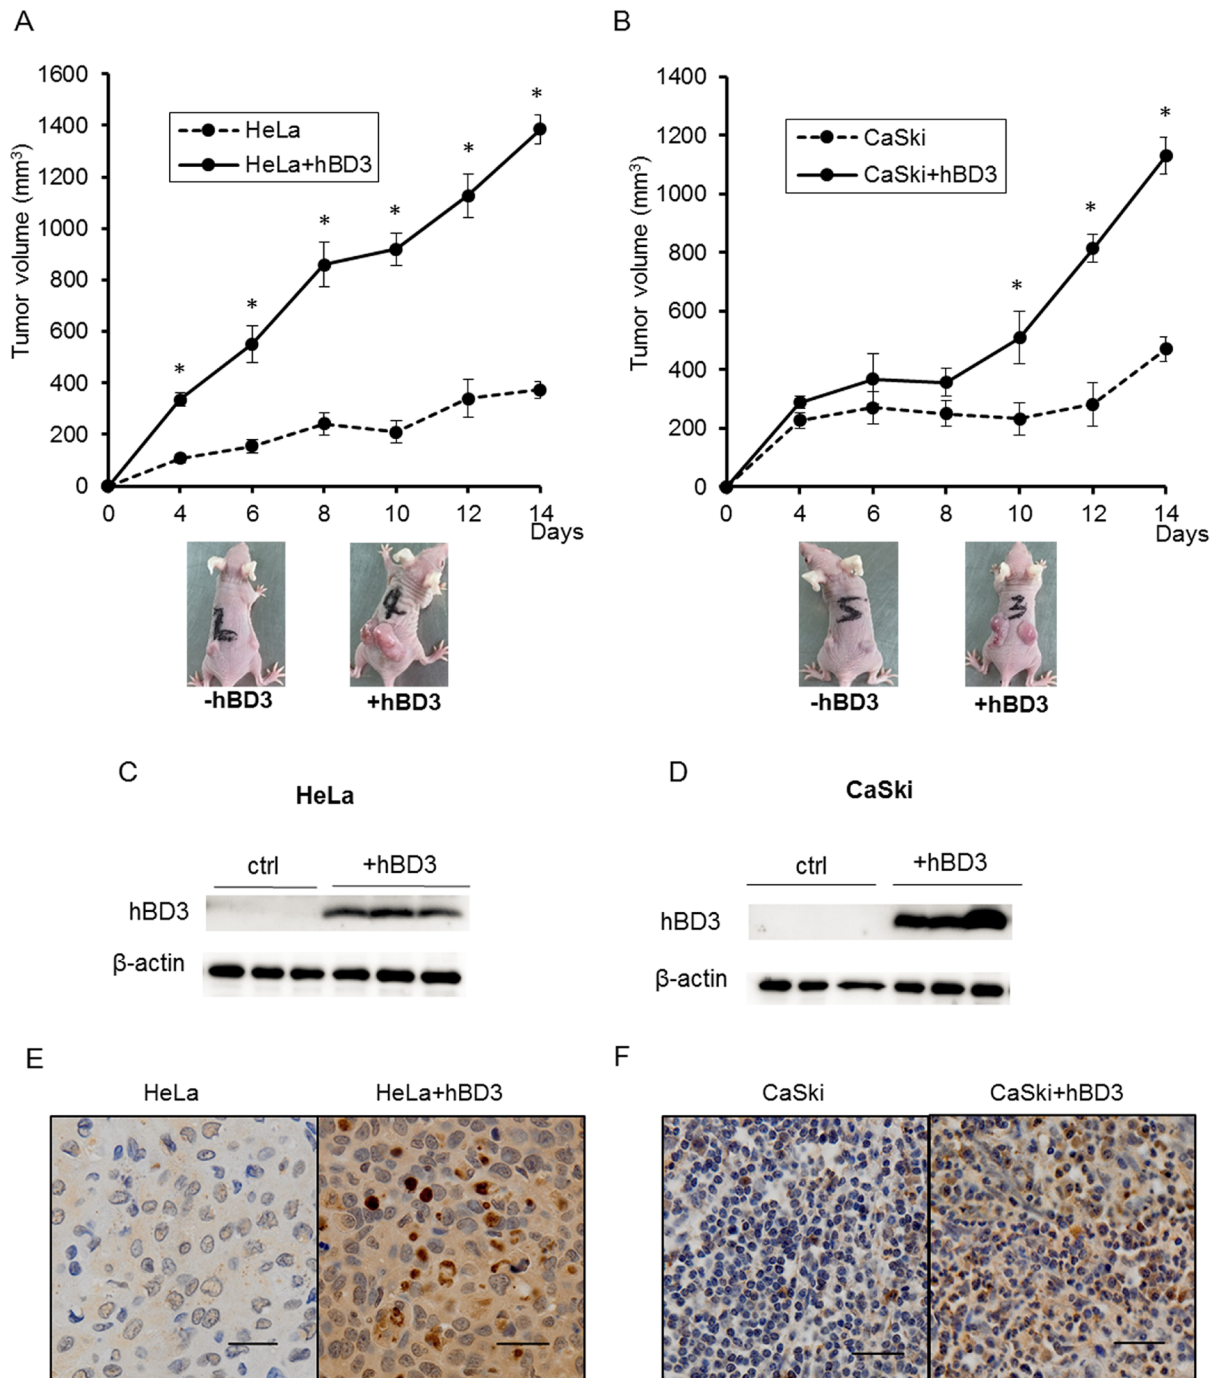 A
B
1600
1400
1200
1000
800
600
400
200
0
Tumor volume (mm³)
HeLa
HeLa+hBD3
*
*
*
*
*
*
0 4 6 8 10 12 14
Days
1400
1200
1000
800
600
400
200
0
Tumor volume (mm³)
CaSki
CaSki+hBD3
*
*
*
0 4 6 8 10 12 14
Days
-hBD3
+hBD3
-hBD3
+hBD3
C
HeLa
ctrl
+hBD3
hBD3
β-actin
D
CaSki
ctrl
+hBD3
hBD3
β-actin
E
HeLa
HeLa+hBD3
F
CaSki
CaSki+hBD3